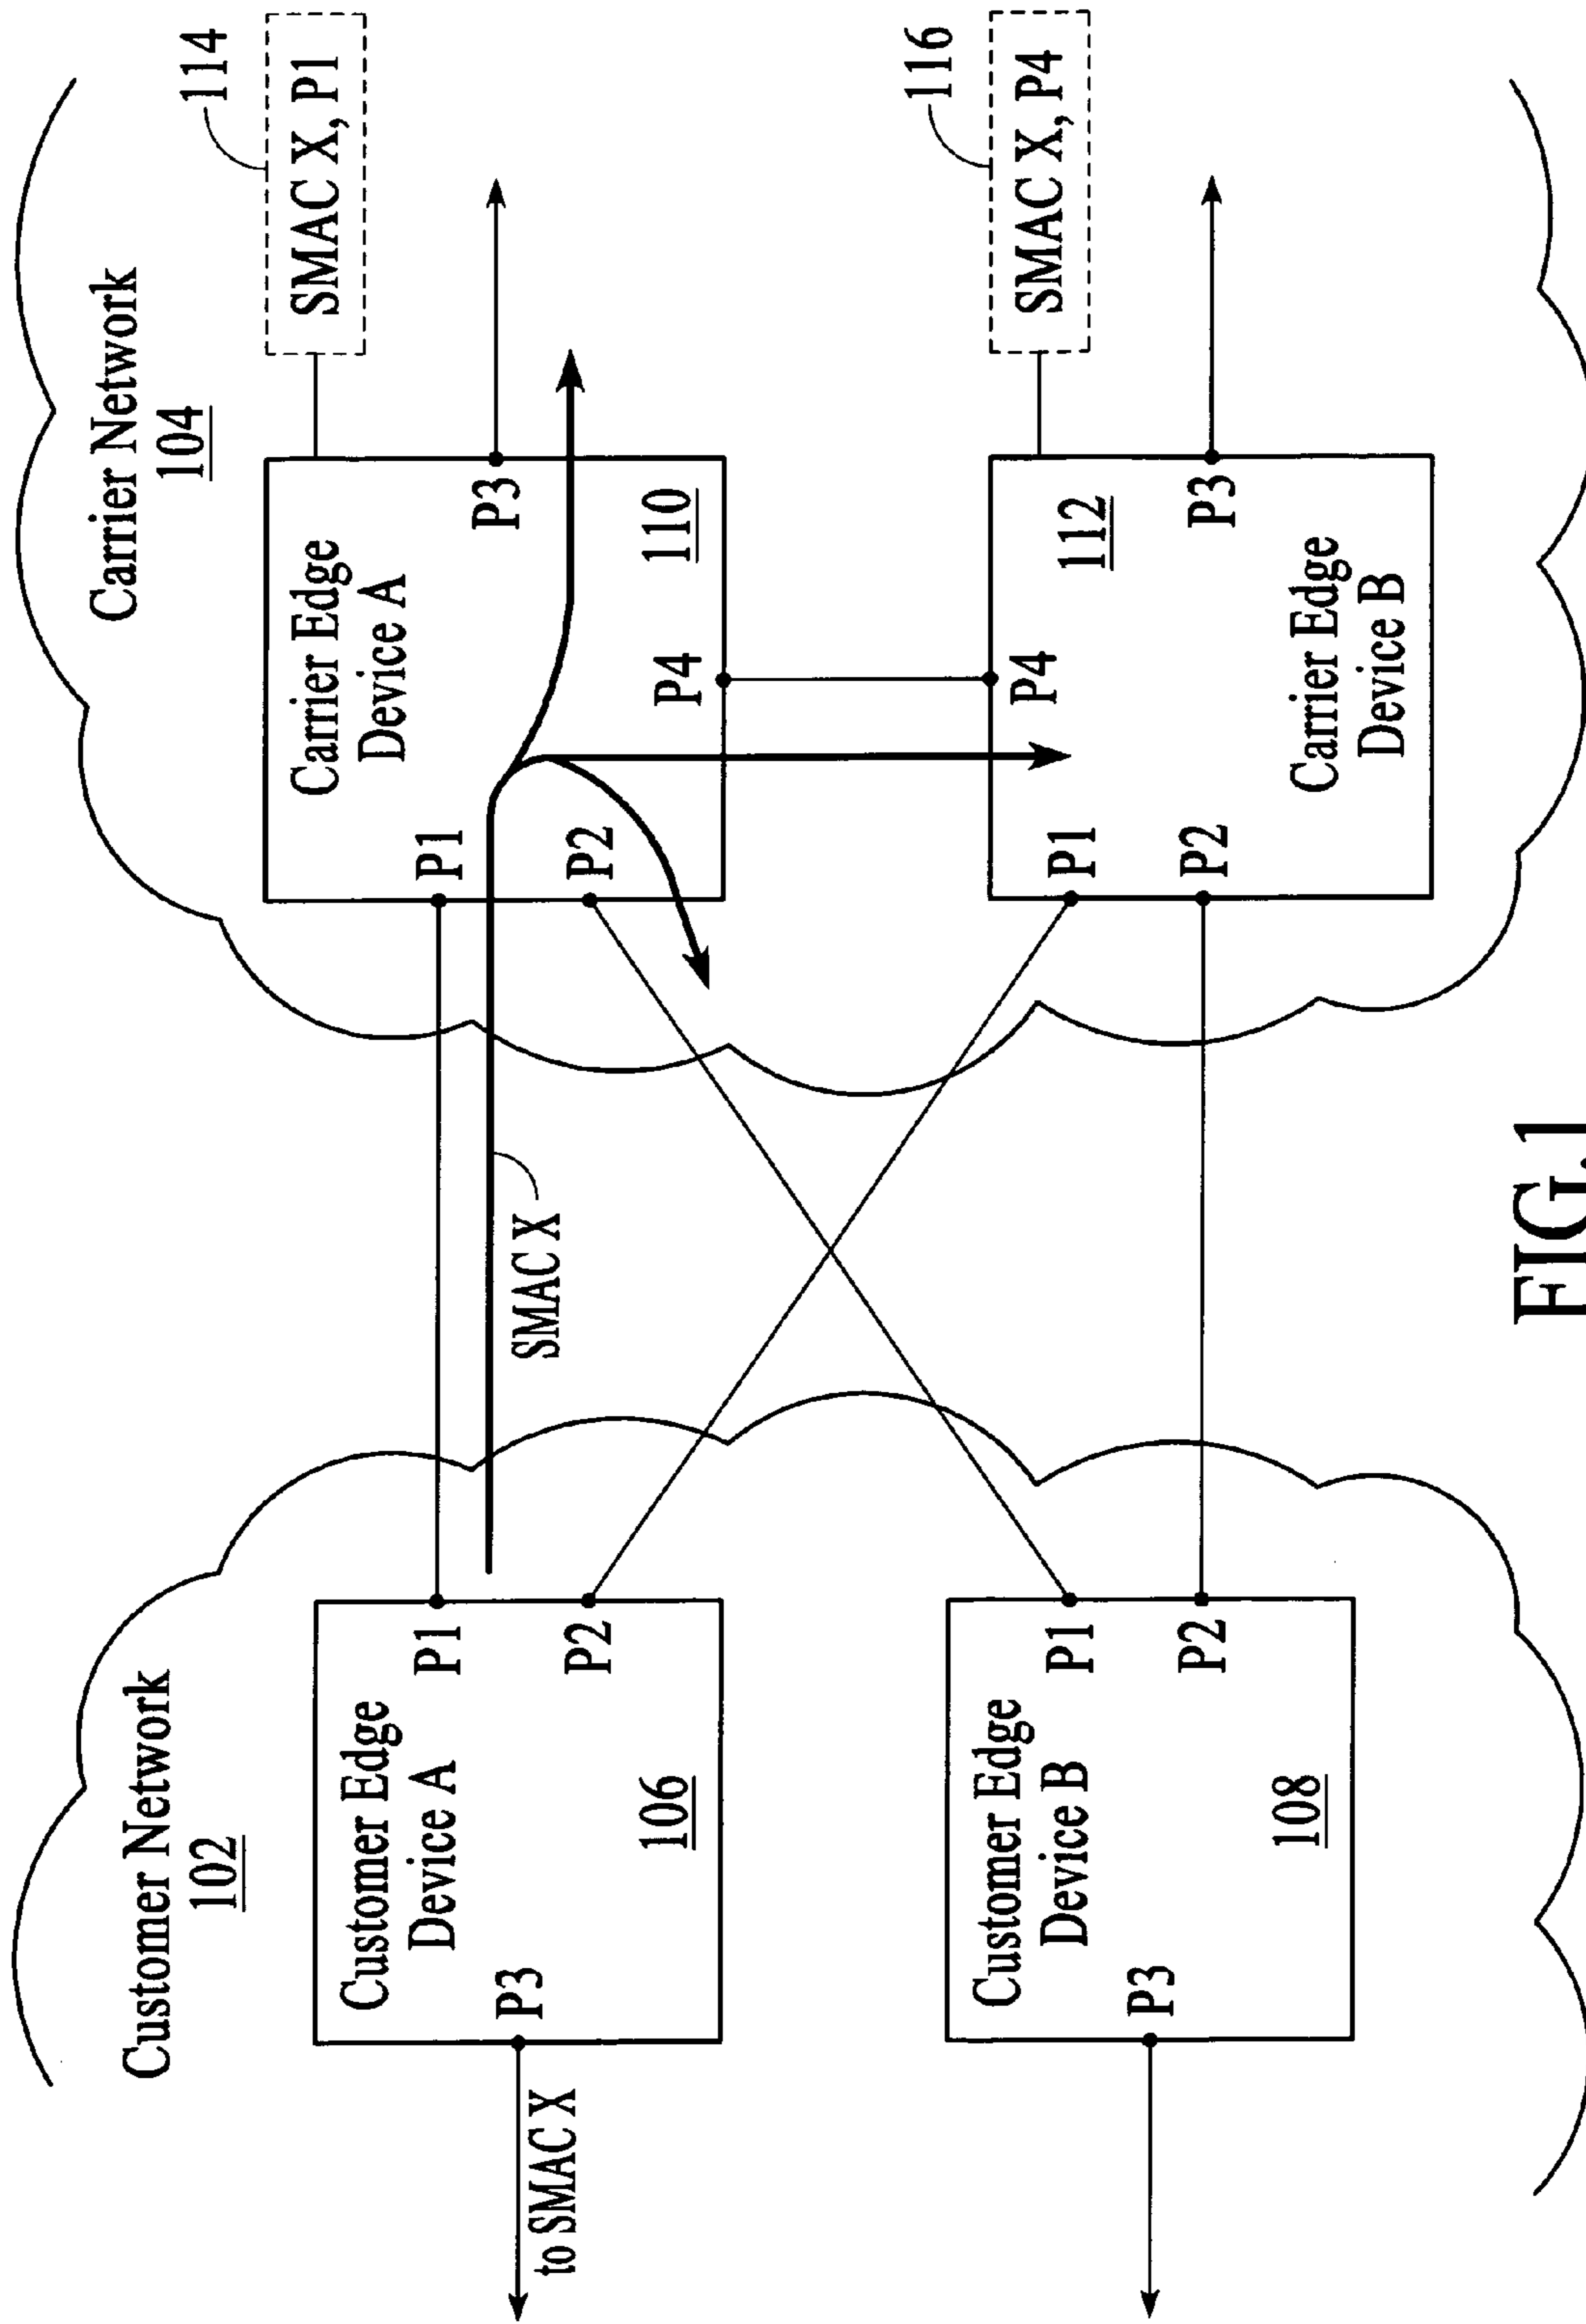 Customer Network
102
Carrier Network
104
Customer Edge
Device A
106
P1
P2
P3
to SMAC X
SMAC X
Carrier Edge
Device A
110
P1
P2
P3
P4
SMAC X, P1
114
Customer Edge
Device B
108
P1
P2
P3
Carrier Edge
Device B
112
P1
P2
P3
P4
SMAC X, P4
116
FIG.1